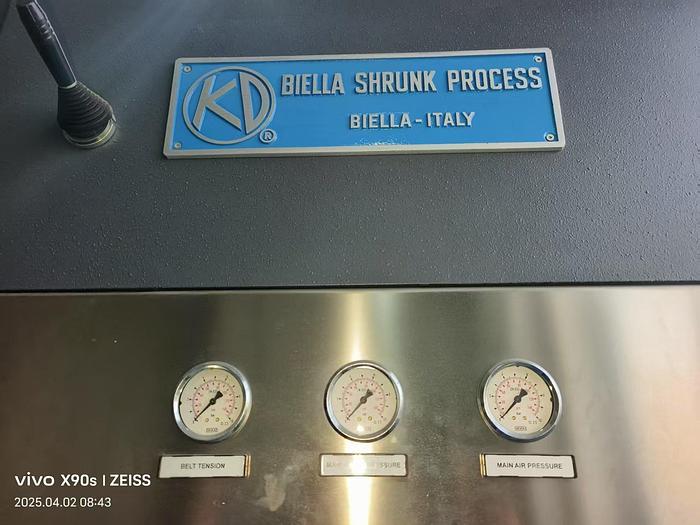 KD
®
BIELLA SHRUNK PROCESS
BIELLA-ITALY
BELT TENSION
MAIN AIR PRESSURE
vivo X90s | ZEISS
2025.04.02 08:43